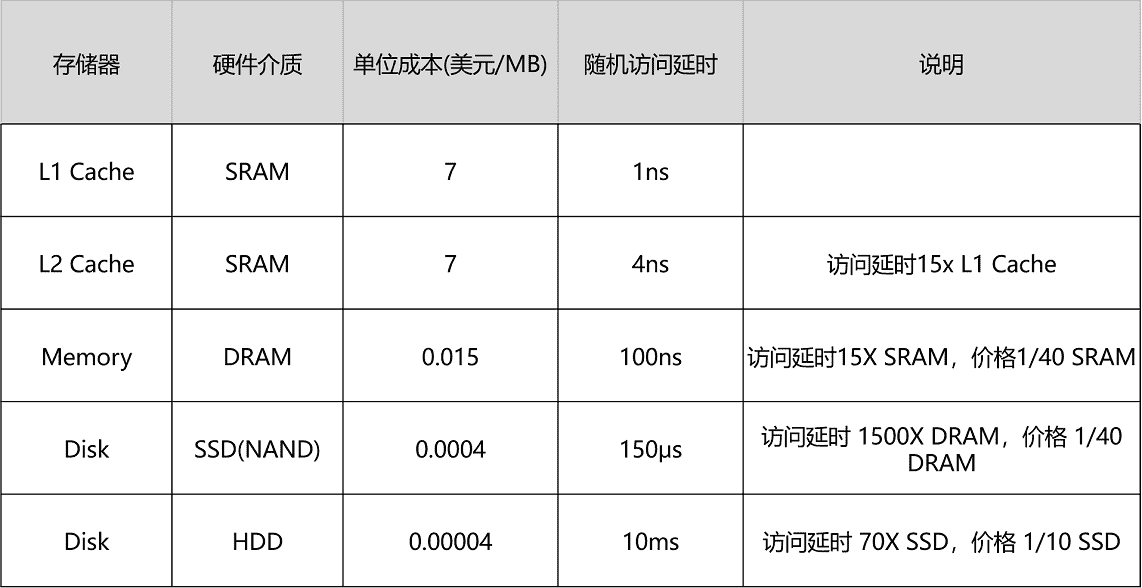 存储器 硬件介质 单位成本(美元/MB) 随机访问延时 说明
L1 Cache SRAM 7 1ns
L2 Cache SRAM 7 4ns 访问延时15x L1 Cache
Memory DRAM 0.015 100ns 访问延时15X SRAM，价格1/40 SRAM
Disk SSD(NAND) 0.0004 150μs 访问延时 1500X DRAM，价格 1/40
DRAM
Disk HDD 0.00004 10ms 访问延时 70X SSD，价格 1/10 SSD